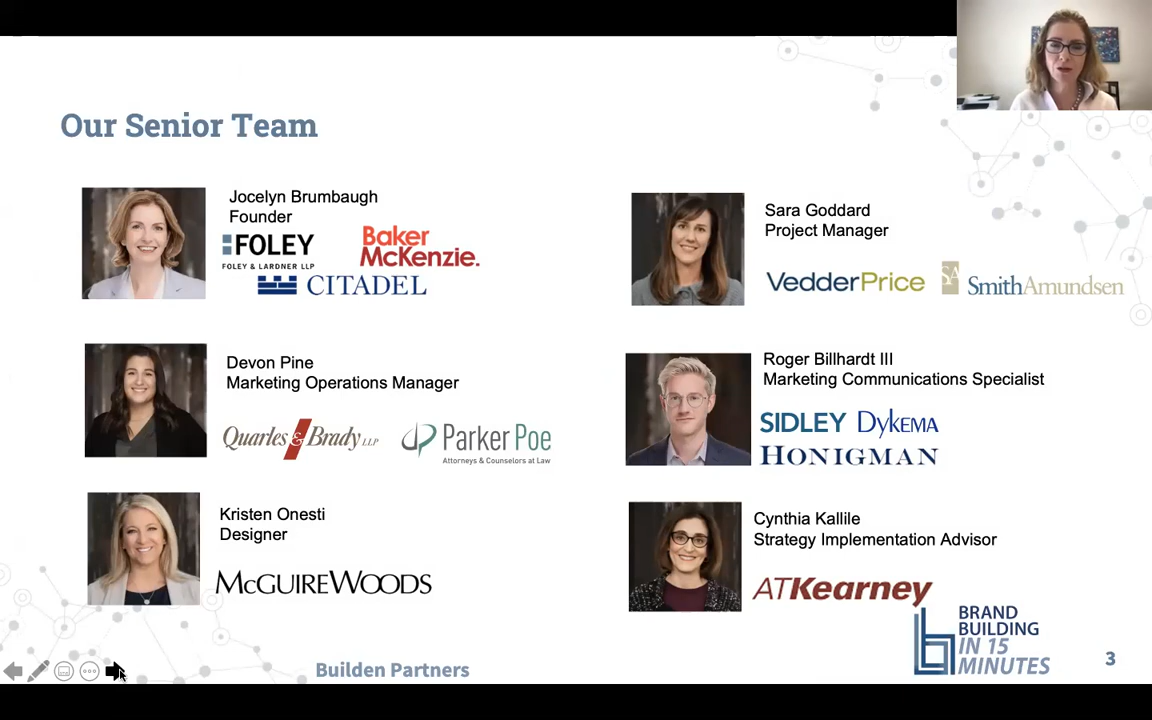 Our Senior Team
Jocelyn Brumbaugh
Founder
FOLEY
FOLEY & LARDNER LLP
Baker
McKenzie.
CITADEL
Sara Goddard
Project Manager
VedderPrice
SA
SmithAmundsen
Devon Pine
Marketing Operations Manager
Quarles & Brady LLP
Parker Poe
Attorneys & Counselors at Law
Roger Billhardt III
Marketing Communications Specialist
SIDLEY
DYKEMA
HONIGMAN
Kristen Onesti
Designer
MCGUIREWOODS
Cynthia Kallile
Strategy Implementation Advisor
ATKearney
Builden Partners
b
BRAND
BUILDING
IN 15
MINUTES
3